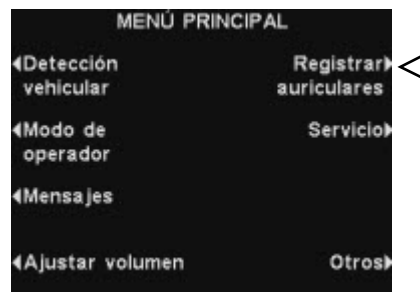 MENÚ PRINCIPAL
Detección
vehicular
Registrar
auriculares
Modo de
operador
Servicio
Mensajes
Ajustar volumen
Otros